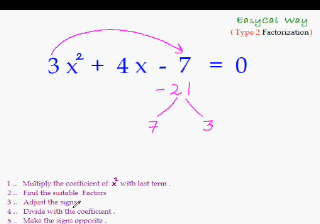 EasyCal Way
(Type 2 Factorization)
3x² + 4x - 7 = 0
- 21
7 3
1 .. Multiply the coefficient of x² with last term .
2 .. Find the suitable Factors
3 .. Adjust the signs
4 .. Divide with the coefficient .
5 .. Make the signs opposite .